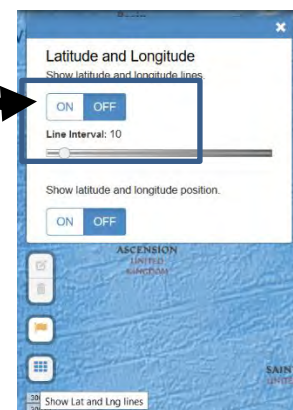 ×
Latitude and Longitude
Show latitude and longitude lines.
ON OFF
Line Interval: 10
Show latitude and longitude position.
ON OFF
ASCENSION
UNITED
KINGDOM
Show Lat and Lng lines